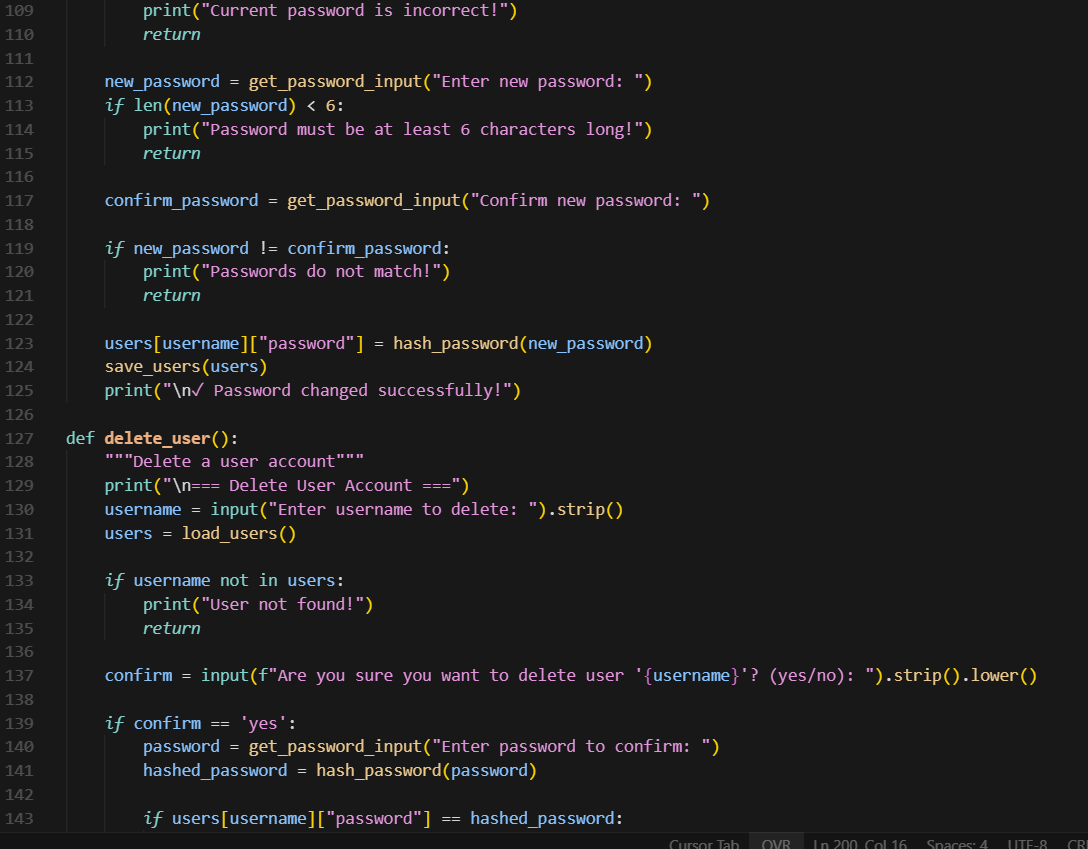 109 print("Current password is incorrect!")
110 return
111
112 new_password = get_password_input("Enter new password: ")
113 if len(new_password) < 6:
114 print("Password must be at least 6 characters long!")
115 return
116
117 confirm_password = get_password_input("Confirm new password: ")
118
119 if new_password != confirm_password:
120 print("Passwords do not match!")
121 return
122
123 users[username]["password"] = hash_password(new_password)
124 save_users(users)
125 print("\n✓ Password changed successfully!")
126
127 def delete_user():
128 """Delete a user account"""
129 print("\n=== Delete User Account ===")
130 username = input("Enter username to delete: ").strip()
131 users = load_users()
132
133 if username not in users:
134 print("User not found!")
135 return
136
137 confirm = input(f"Are you sure you want to delete user '{username}'? (yes/no): ").strip().lower()
138
139 if confirm == 'yes':
140 password = get_password_input("Enter password to confirm: ")
141 hashed_password = hash_password(password)
142
143 if users[username]["password"] == hashed_password:
Cursor Tab OVR Ln 200, Col 16 Spaces: 4 UTF-8